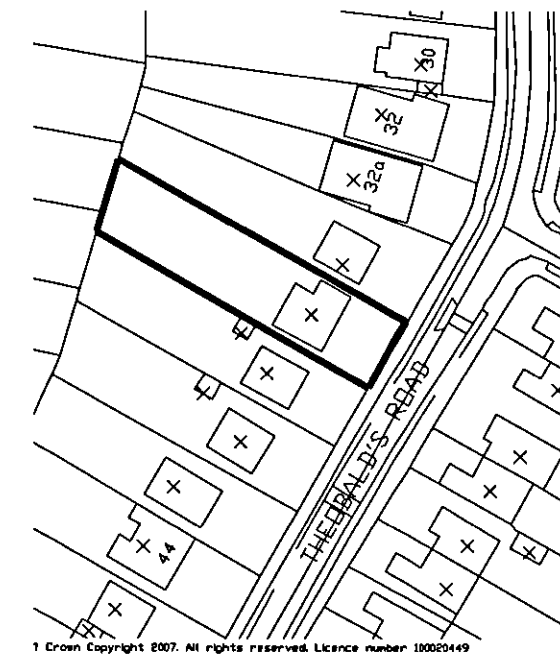 30
32
32a
THEOBALD'S ROAD
44
? Crown Copyright 2007. All rights reserved. Licence number 100020449